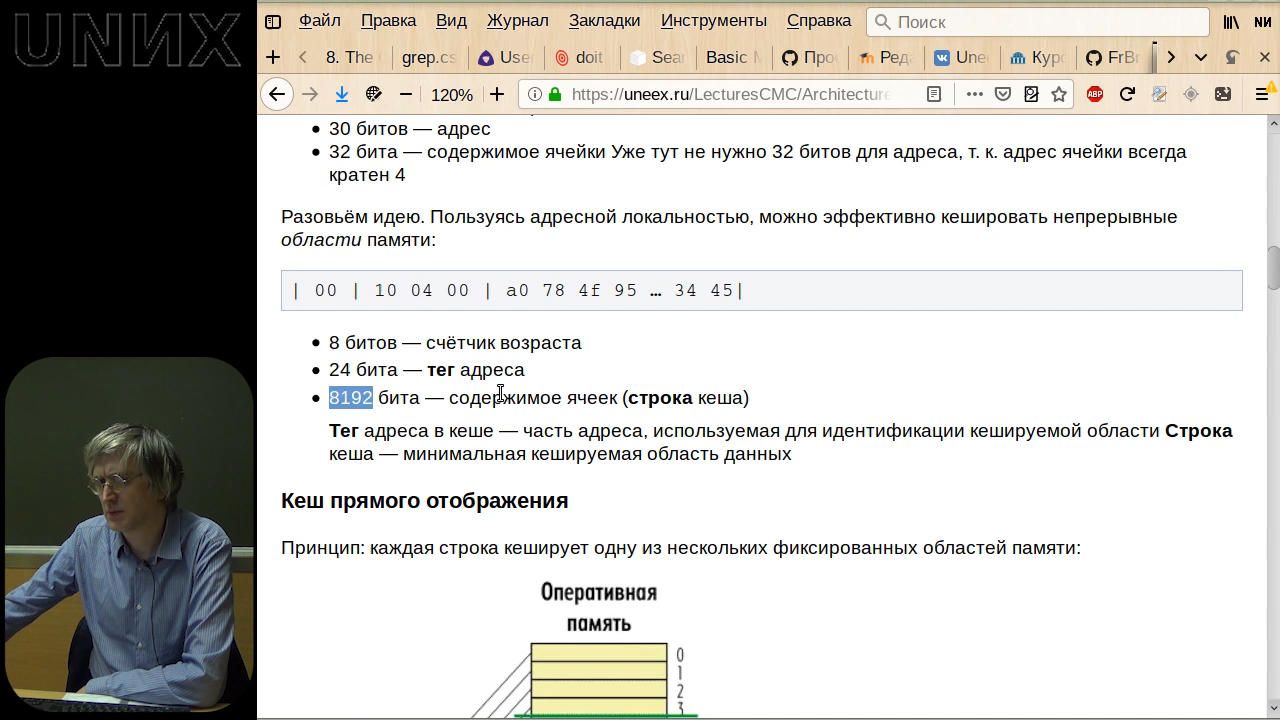 UNИX
Файл Правка Вид Журнал Закладки Инструменты Справка Поиск NИ
8. The grep.cs User doit Sear Basic M Про Реда Une Курс FrBr
120% https://uneex.ru/LecturesCMC/Architecture ABP
30 битов — адрес
32 бита — содержимое ячейки Уже тут не нужно 32 битов для адреса, т. к. адрес ячейки всегда
кратен 4
Разовьём идею. Пользуясь адресной локальностью, можно эффективно кешировать непрерывные
области памяти:
| 00 | 10 04 00 | a0 78 4f 95 … 34 45|
8 битов — счётчик возраста
24 бита — тег адреса
8192 бита — содержимое ячеек (строка кеша)
Тег адреса в кеше — часть адреса, используемая для идентификации кешируемой области Строка
кеша — минимальная кешируемая область данных
Кеш прямого отображения
Принцип: каждая строка кеширует одну из нескольких фиксированных областей памяти:
Оперативная
память
0
1
2
3